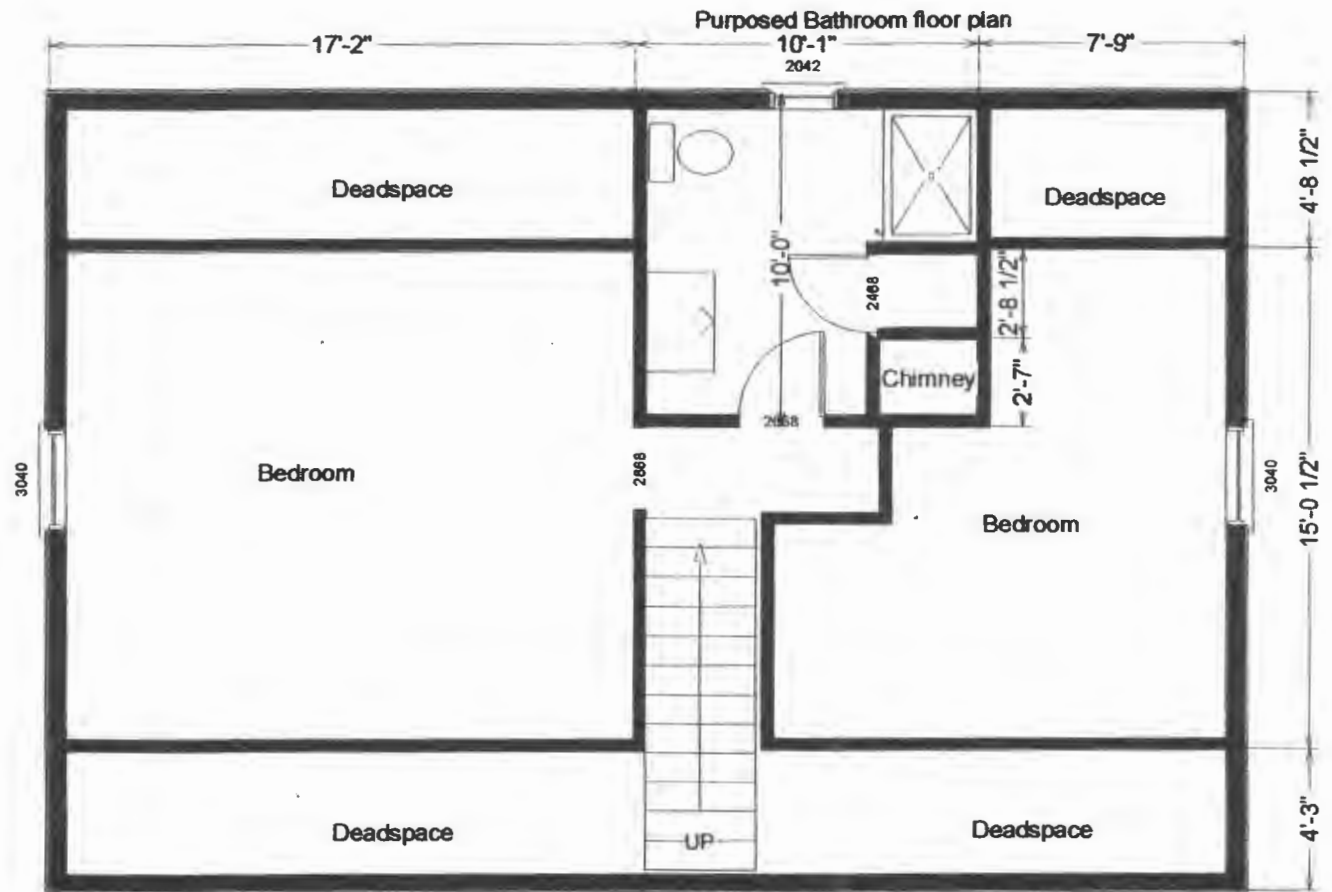 Purposed Bathroom floor plan
17'-2"
10'-1"
7'-9"
2042
Deadspace
Deadspace
4'-8 1/2"
10'-0"
2468
2'-8 1/2"
Chimney
2'-7"
2668
2868
3040
Bedroom
Bedroom
3040
15'-0 1/2"
Deadspace
UP
Deadspace
4'-3"